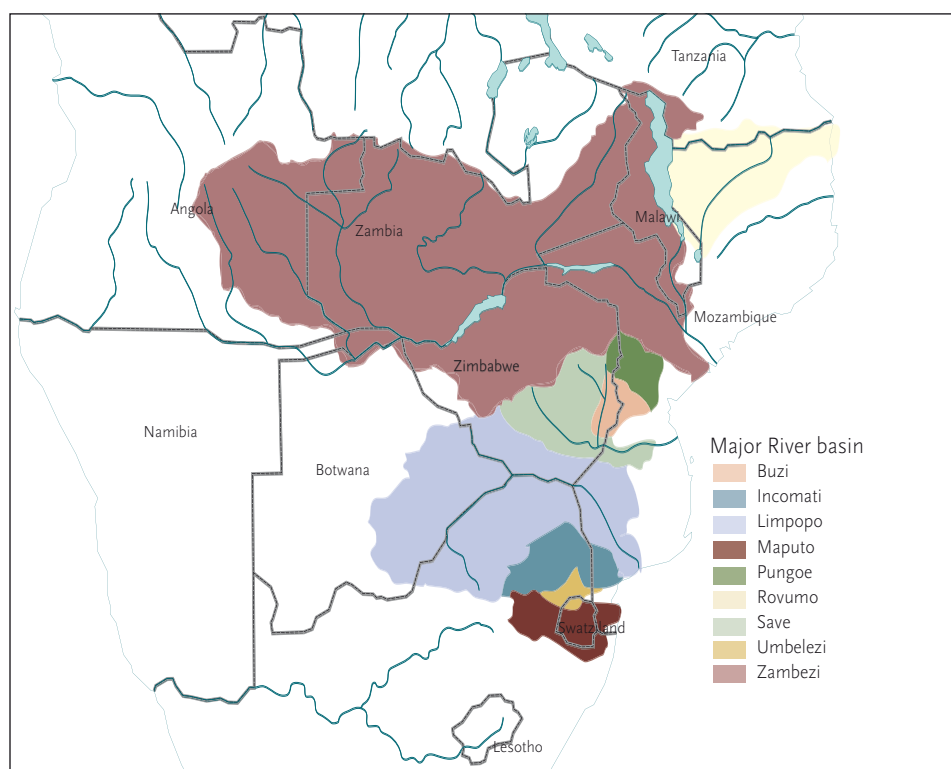 Tanzania
Angola
Malawi
Zambia
Mozambique
Zimbabwe
Namibia
Botwana
Major River basin
Buzi
Incomati
Limpopo
Maputo
Pungoe
Rovumo
Save
Swatziland
Umbelezi
Zambezi
Lesotho